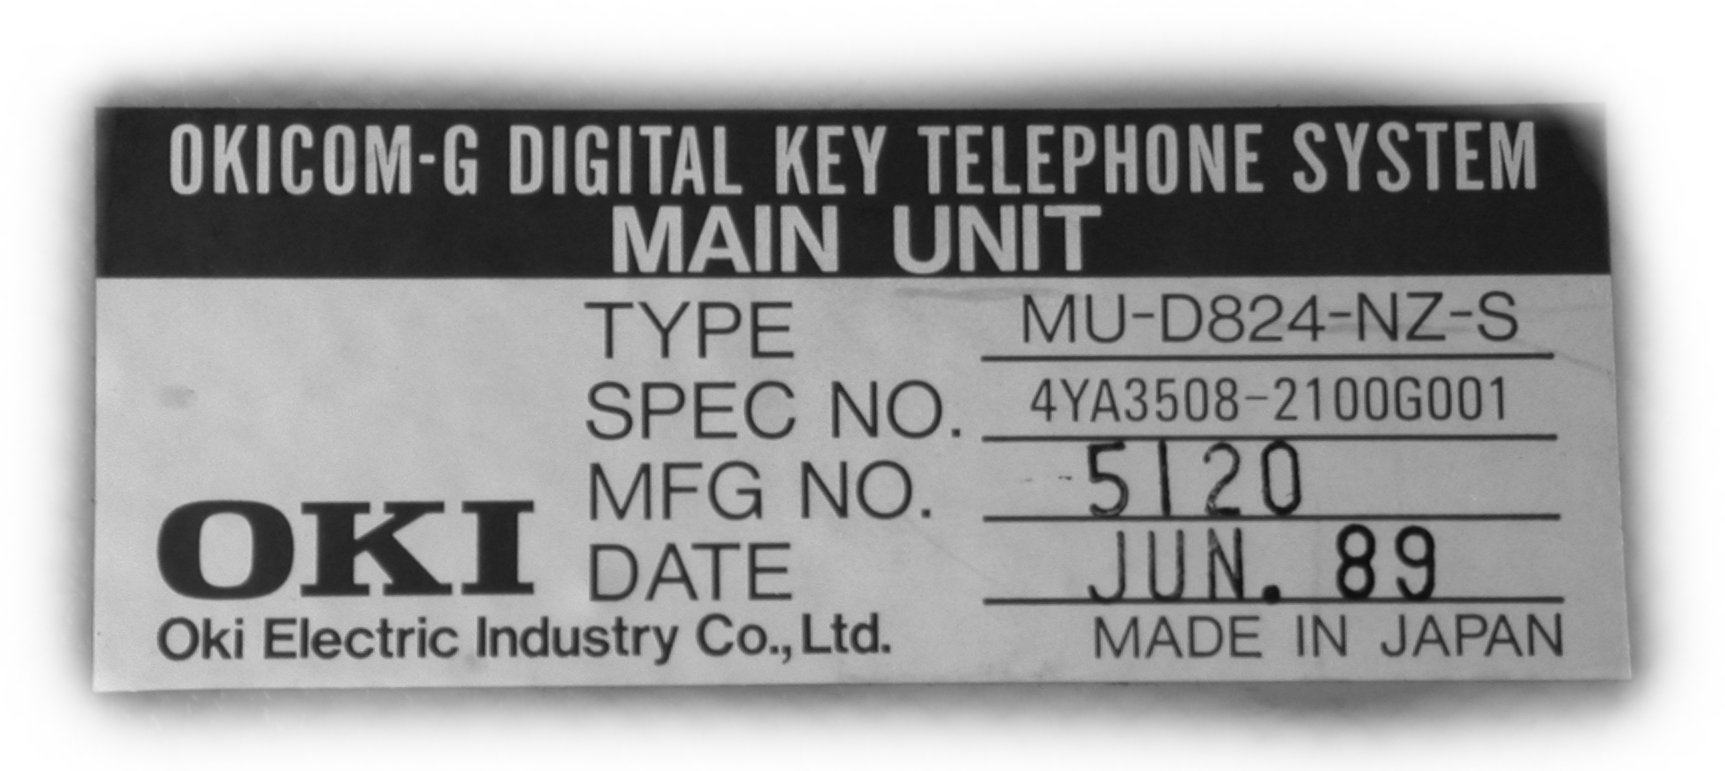 OKICOM-G DIGITAL KEY TELEPHONE SYSTEM
MAIN UNIT
TYPE MU-D824-NZ-S
SPEC NO. 4YA3508-2100G001
MFG NO. 5120
DATE JUN. 89
OKI
Oki Electric Industry Co., Ltd. MADE IN JAPAN